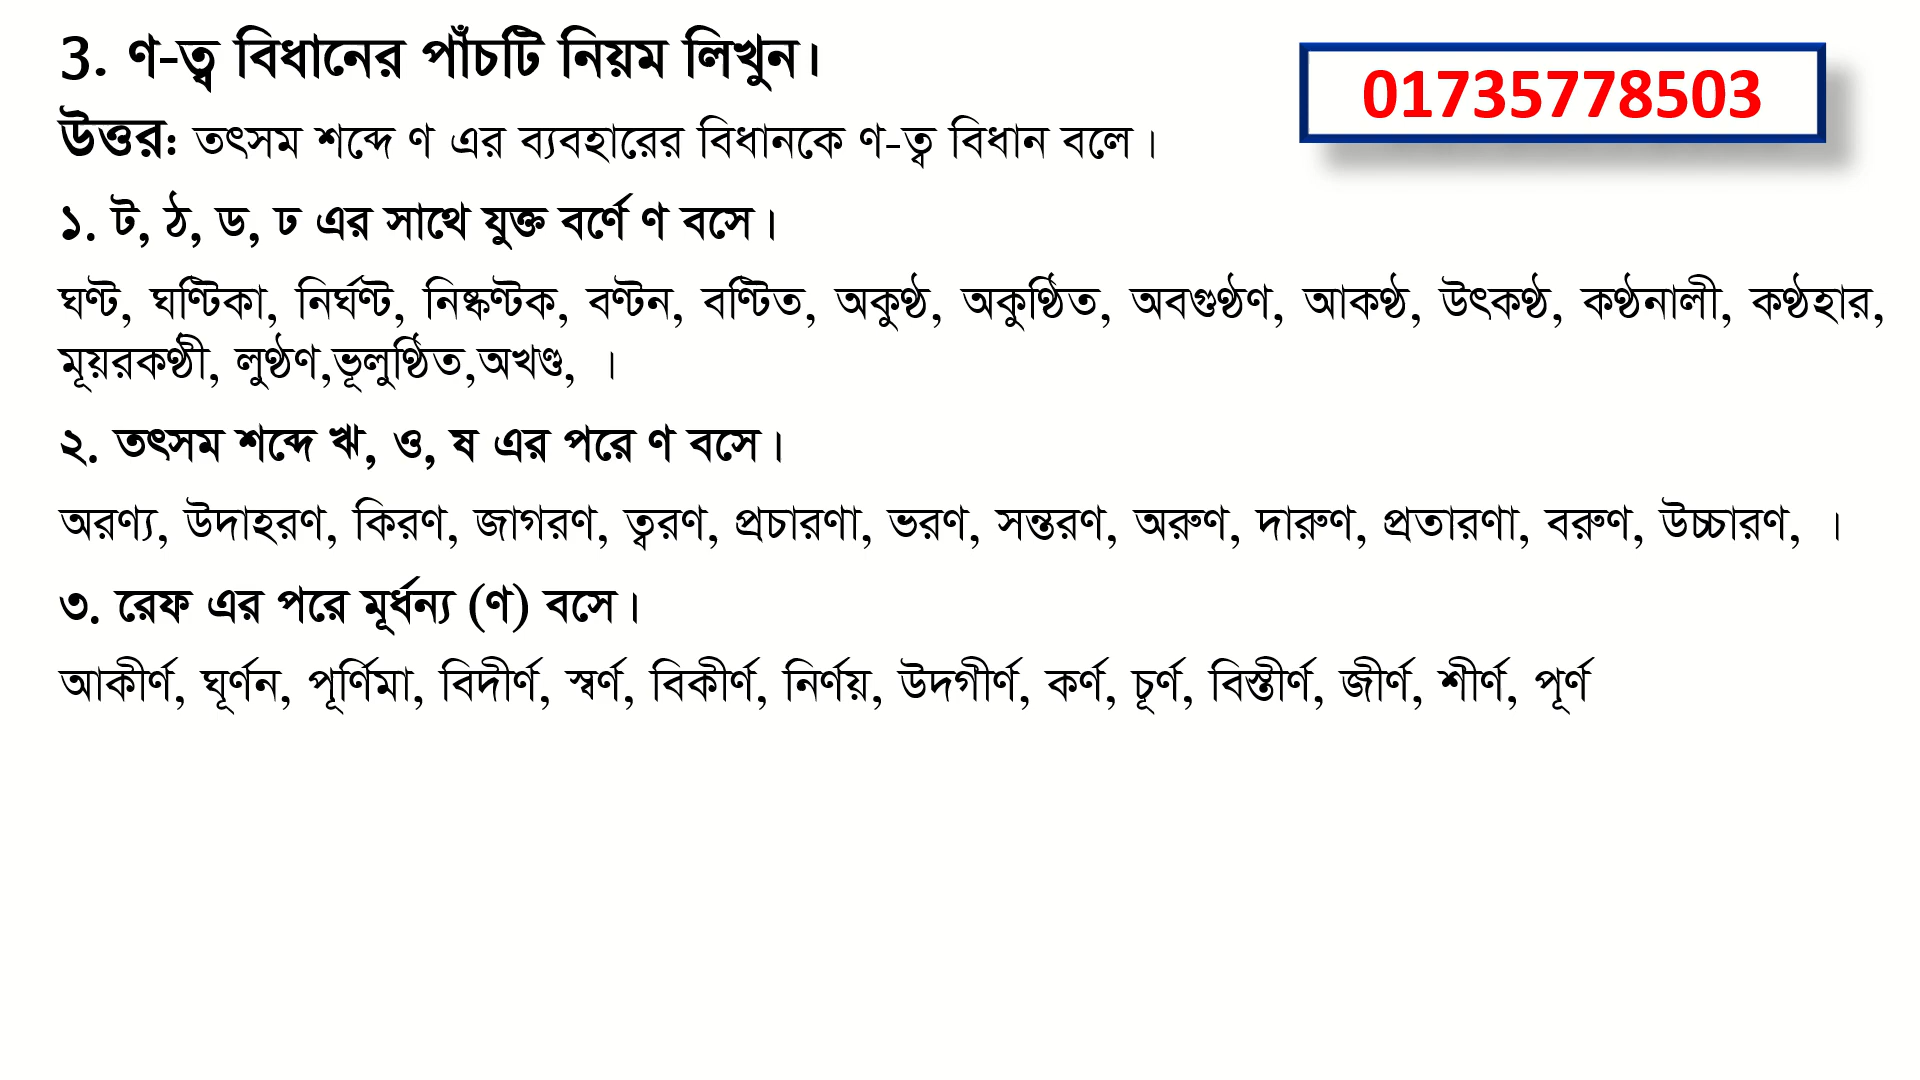 3. ণ-ত্ব বিধানের পাঁচটি নিয়ম লিখুন।
01735778503
উত্তর: তৎসম শব্দে ণ এর ব্যবহারের বিধানকে ণ-ত্ব বিধান বলে।
১. ট, ঠ, ড, ঢ এর সাথে যুক্ত বর্ণে ণ বসে।
ঘণ্ট, ঘণ্টিকা, নির্ঘণ্ট, নিষ্কণ্টক, বণ্টন, বণ্টিত, অকুণ্ঠ, অকুণ্ঠিত, অবগুণ্ঠণ, আকণ্ঠ, উৎকণ্ঠ, কণ্ঠনালী, কণ্ঠহার,
মূয়রকণ্ঠী, লুণ্ঠণ,ভূলুণ্ঠিত,অখণ্ড, ।
২. তৎসম শব্দে ঋ, ও, ষ এর পরে ণ বসে।
অরণ্য, উদাহরণ, কিরণ, জাগরণ, ত্বরণ, প্রচারণা, ভরণ, সন্তরণ, অরুণ, দারুণ, প্রতারণা, বরুণ, উচ্চারণ, ।
৩. রেফ এর পরে মূর্ধন্য (ণ) বসে।
আকীর্ণ, ঘূর্ণন, পূর্ণিমা, বিদীর্ণ, স্বর্ণ, বিকীর্ণ, নির্ণয়, উদগীর্ণ, কর্ণ, চূর্ণ, বিস্তীর্ণ, জীর্ণ, শীর্ণ, পূর্ণ